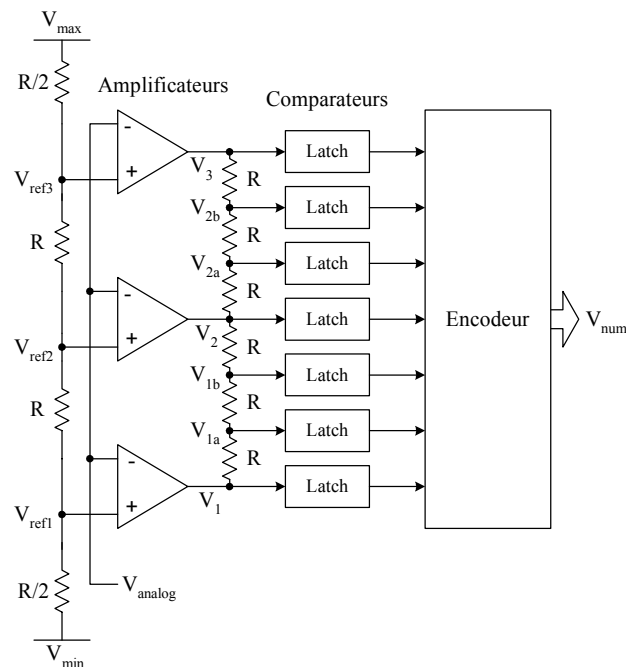 V_max
R/2
Amplificateurs
Comparateurs
-
+
V_ref3
V_3
R
Latch
V_2b
Latch
R
R
V_2a
Latch
R
-
+
V_ref2
V_2
Latch
Encodeur
V_num
R
V_1b
Latch
R
R
V_1a
Latch
R
-
+
V_ref1
V_1
Latch
R/2
V_analog
V_min